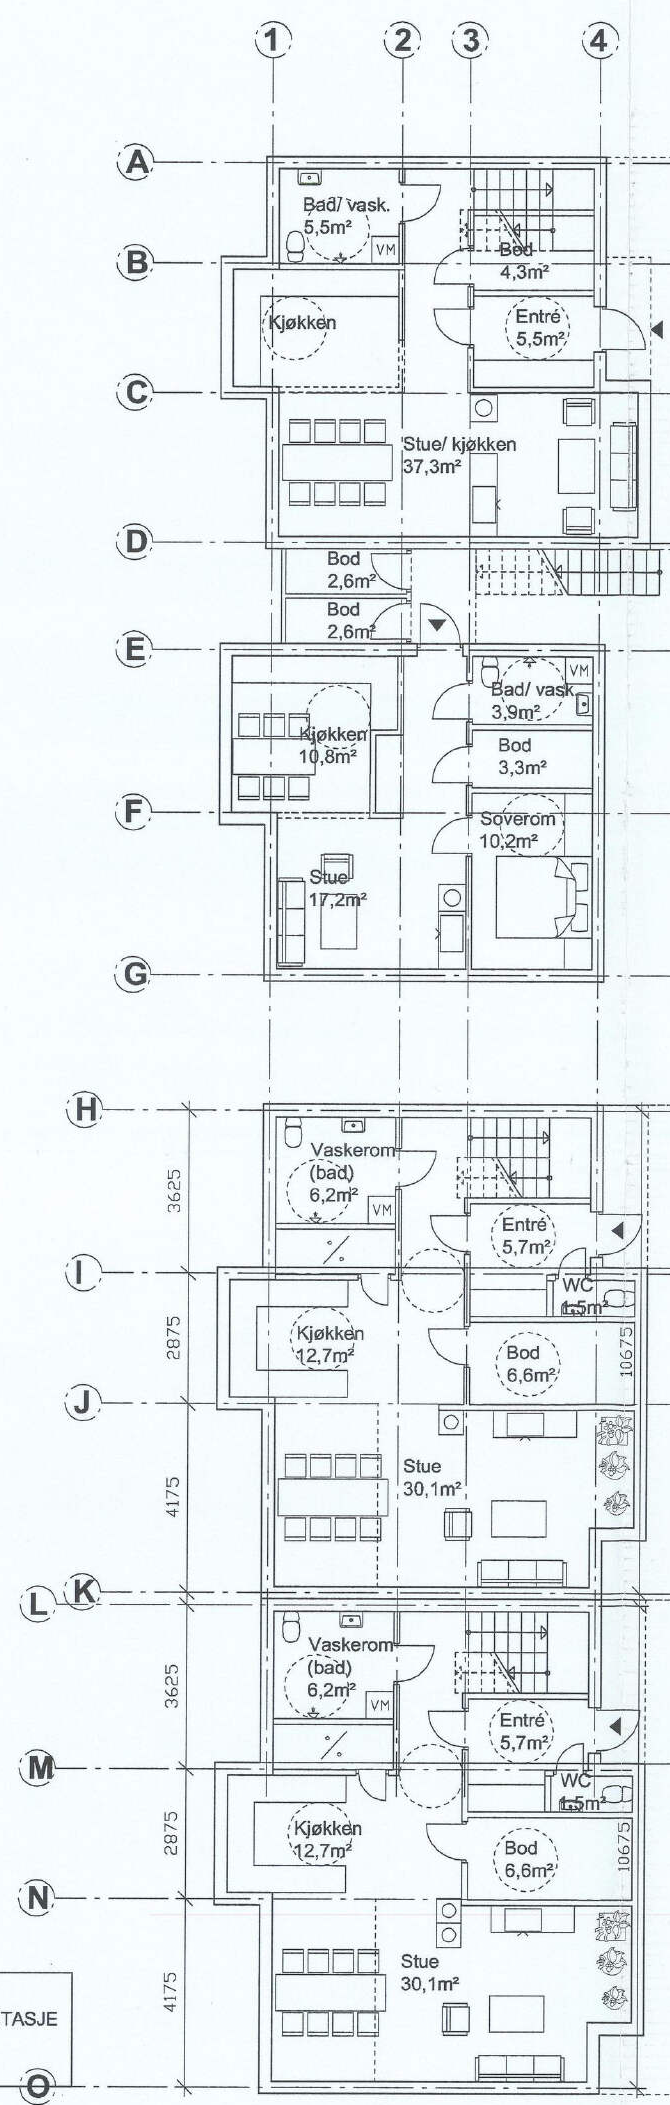 1 2 3 4
A
Bad/ vask.
5,5m²
VM
B
Bod
4,3m²
Kjøkken
Entré
5,5m²
C
Stue/ kjøkken
37,3m²
D
Bod
2,6m²
Bod
2,6m²
E
VM
Bad/ vask.
3,9m²
Kjøkken
10,8m²
Bod
3,3m²
F
Soverom
10,2m²
Stue
17,2m²
G
H
Vaskerom
(bad)
6,2m²
VM
3625
Entré
5,7m²
I
WC
1,5m²
Kjøkken
12,7m²
2875
Bod
6,6m²
10675
J
Stue
30,1m²
4175
K
L
Vaskerom
(bad)
6,2m²
VM
3625
Entré
5,7m²
M
WC
1,5m²
Kjøkken
12,7m²
2875
Bod
6,6m²
10675
N
Stue
30,1m²
4175
TASJE
O